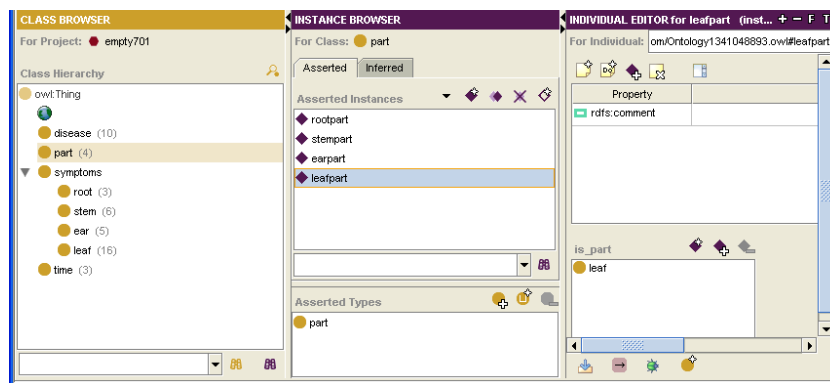 CLASS BROWSER
For Project: empty701
Class Hierarchy
owl:Thing
disease (10)
part (4)
symptoms
root (3)
stem (6)
ear (5)
leaf (16)
time (3)
INSTANCE BROWSER
For Class: part
Asserted Inferred
Asserted Instances
rootpart
stempart
earpart
leafpart
Asserted Types
part
INDIVIDUAL EDITOR for leafpart (inst... + − F T
For Individual: om/Ontology1341048893.owl#leafpart
Property
rdfs:comment
is_part
leaf